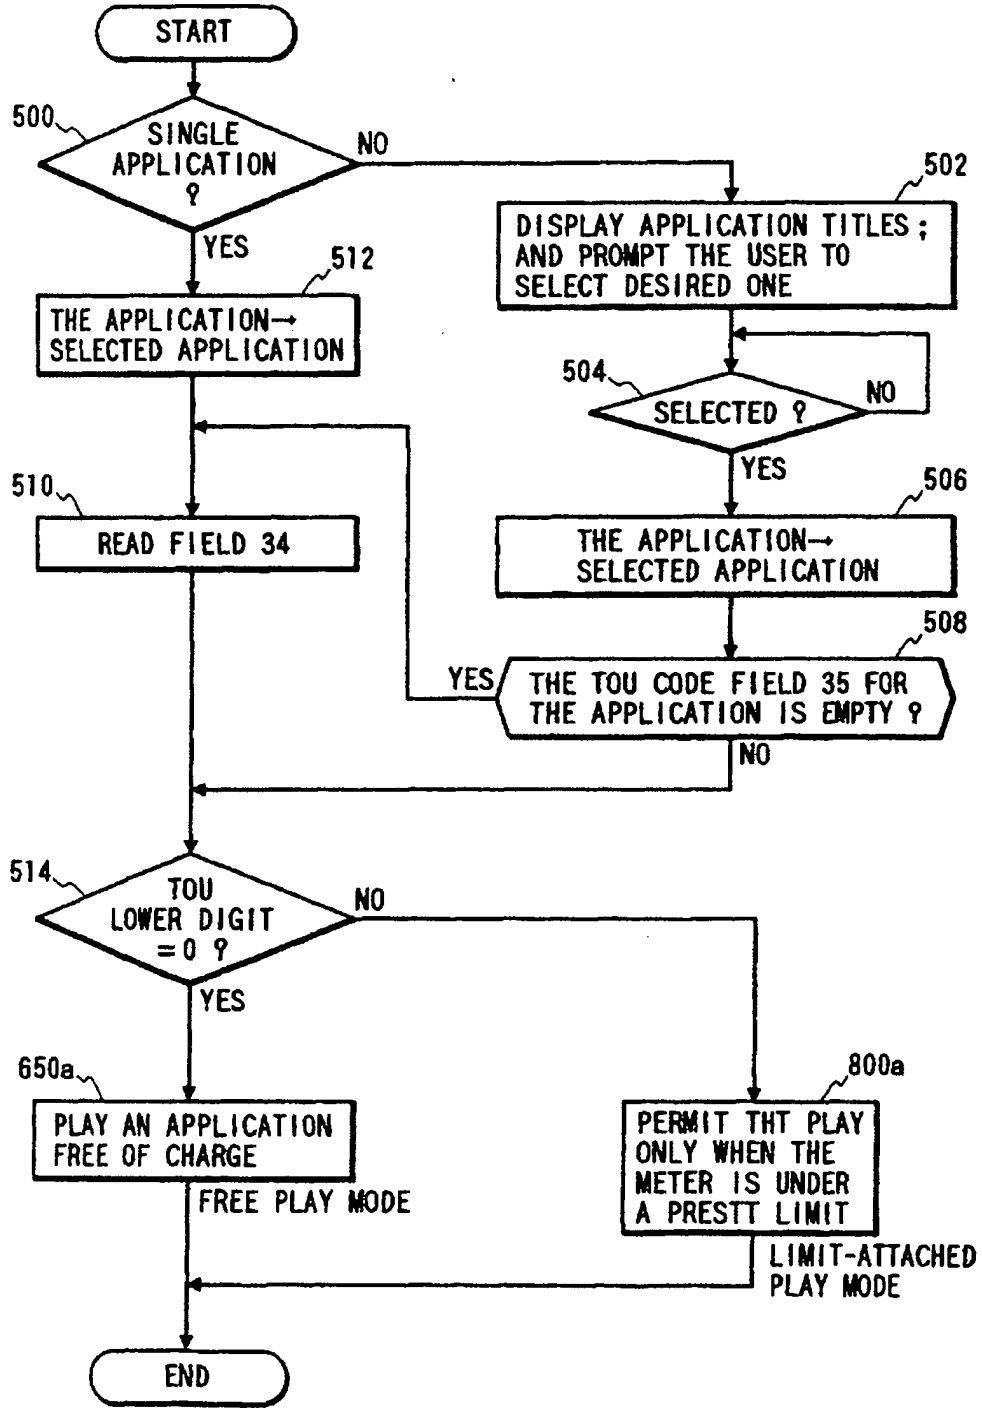 START
500
SINGLE
APPLICATION
?
NO
YES
502
DISPLAY APPLICATION TITLES;
AND PROMPT THE USER TO
SELECT DESIRED ONE
512
THE APPLICATION→
SELECTED APPLICATION
504
SELECTED ?
NO
YES
510
READ FIELD 34
506
THE APPLICATION→
SELECTED APPLICATION
508
YES
THE TOU CODE FIELD 35 FOR
THE APPLICATION IS EMPTY ?
NO
514
TOU
LOWER DIGIT
=0 ?
NO
YES
650a
PLAY AN APPLICATION
FREE OF CHARGE
FREE PLAY MODE
800a
PERMIT THT PLAY
ONLY WHEN THE
METER IS UNDER
A PRESTT LIMIT
LIMIT-ATTACHED
PLAY MODE
END